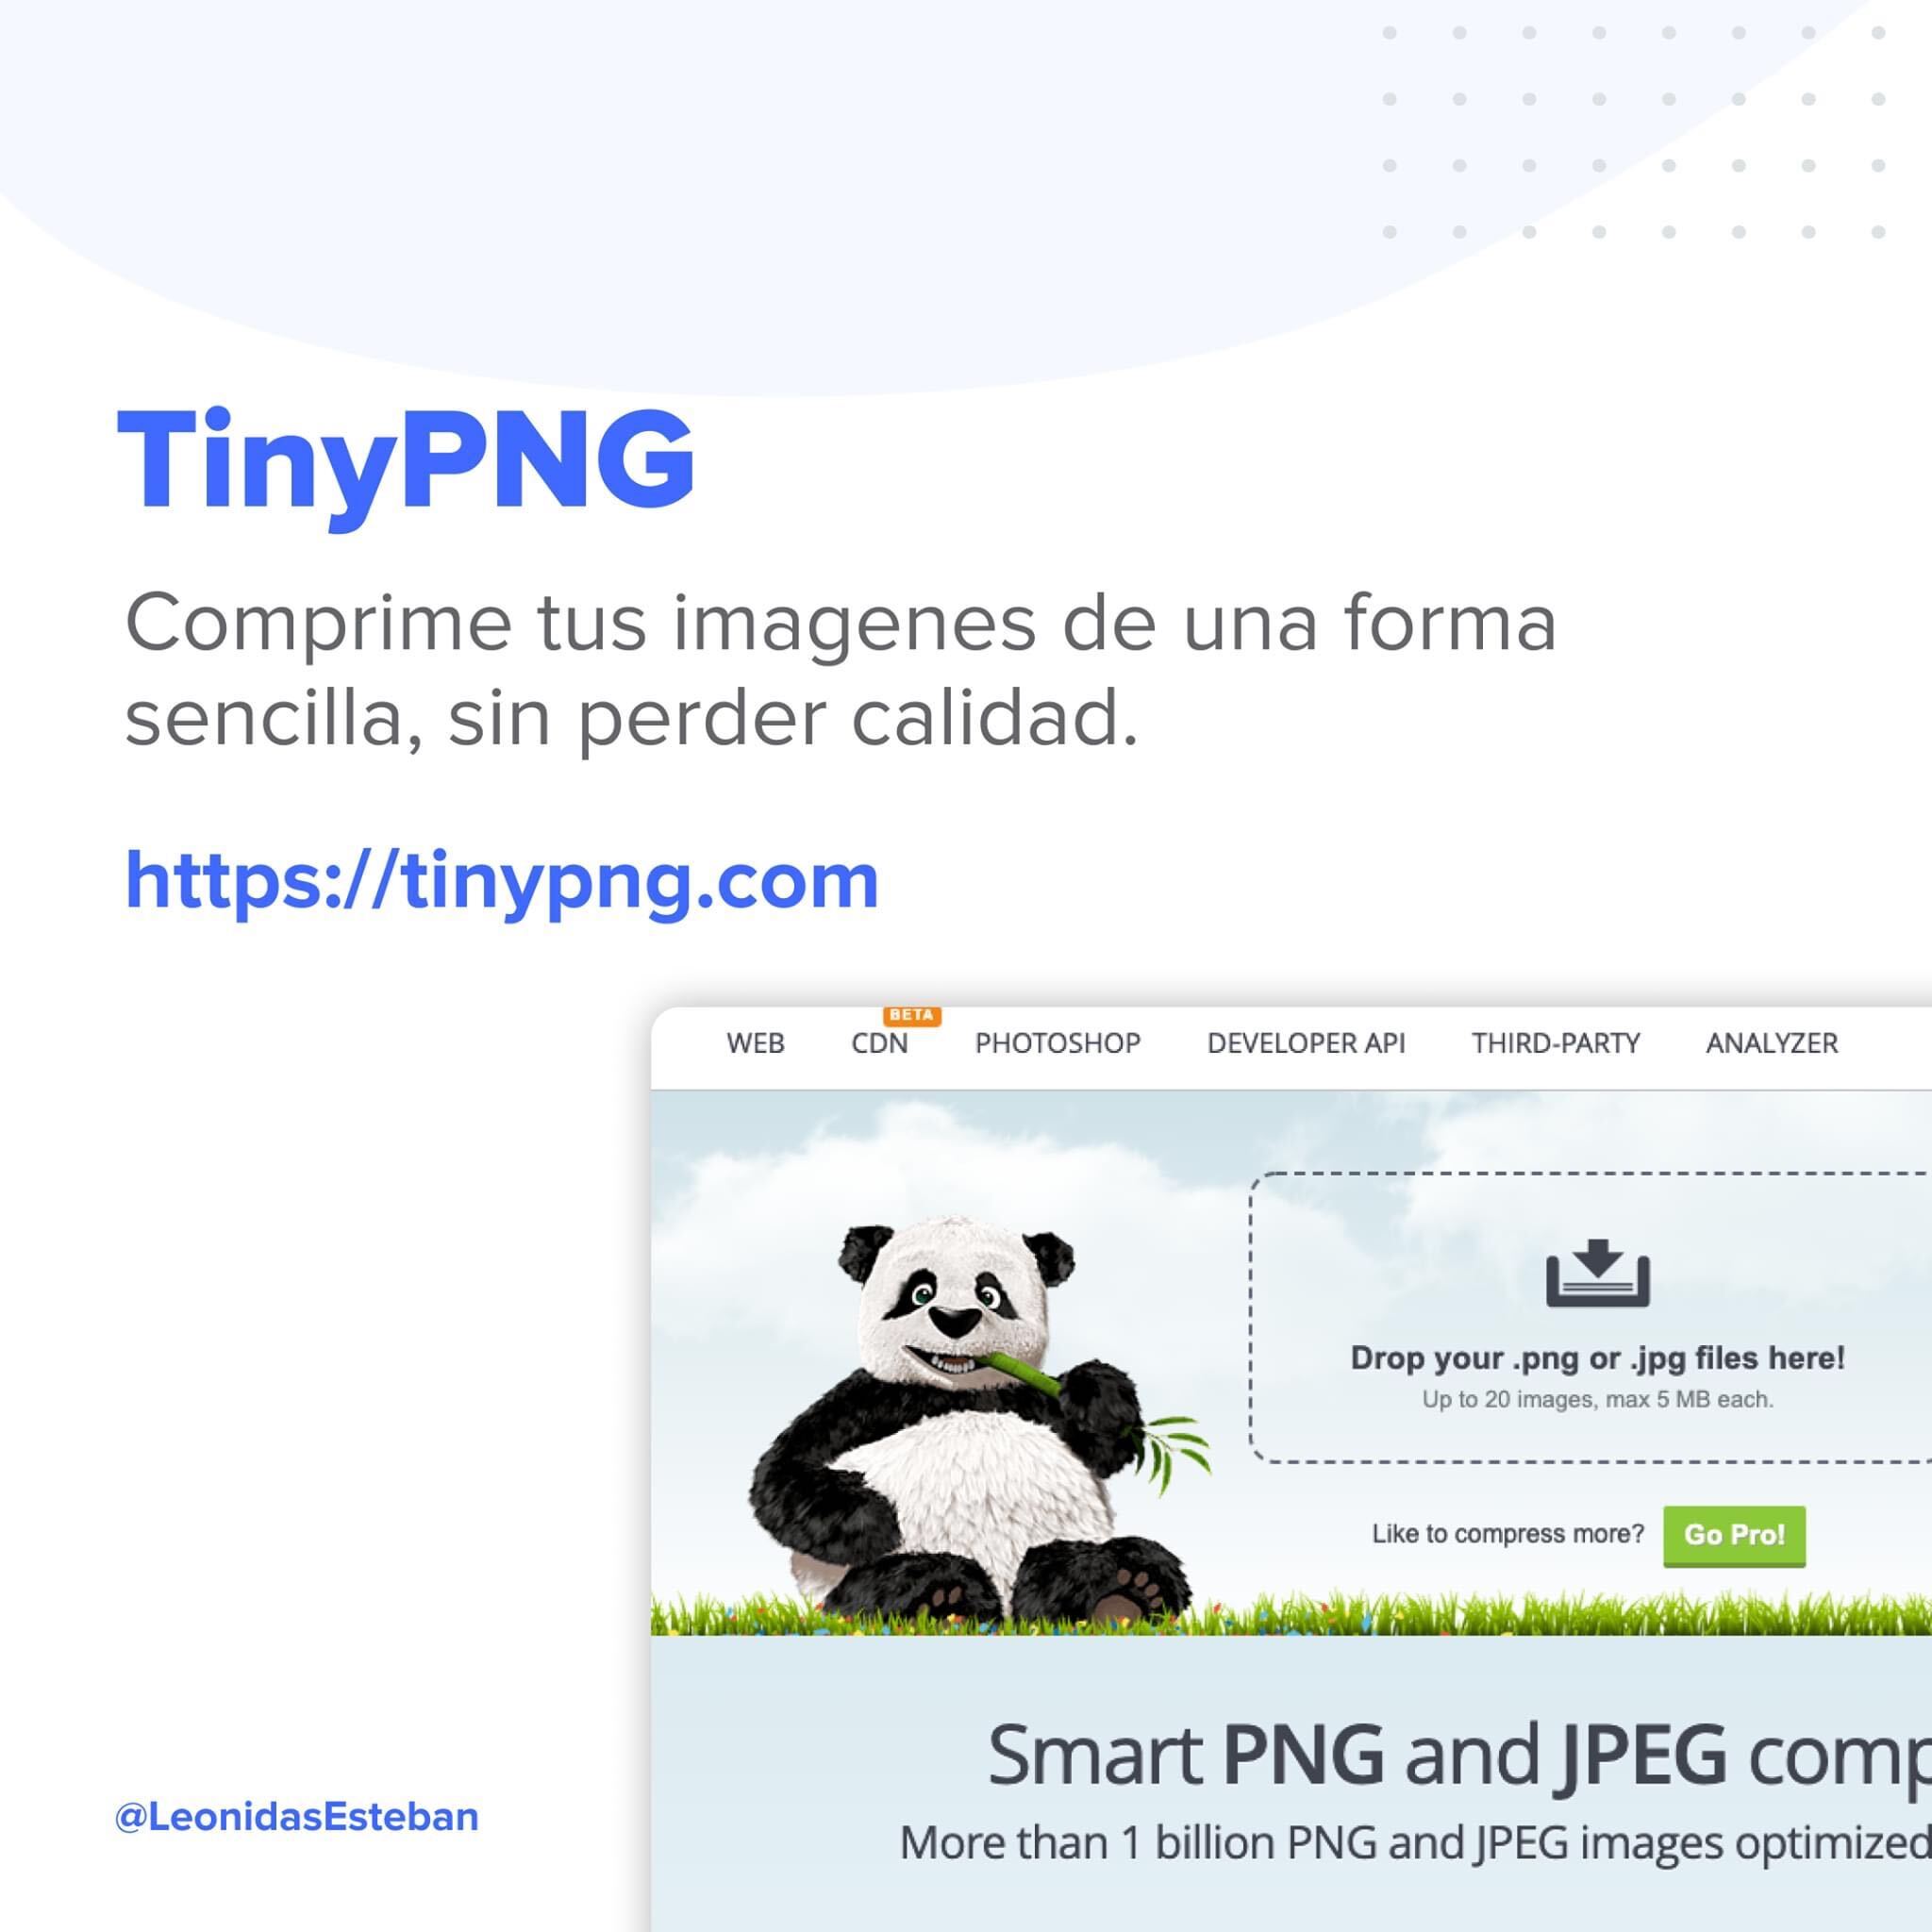 TinyPNG
Comprime tus imagenes de una forma
sencilla, sin perder calidad.
https://tinypng.com
BETA
WEB CDN PHOTOSHOP DEVELOPER API THIRD-PARTY ANALYZER
Drop your .png or .jpg files here!
Up to 20 images, max 5 MB each.
Like to compress more? Go Pro!
Smart PNG and JPEG comp
More than 1 billion PNG and JPEG images optimized
@LeonidasEsteban